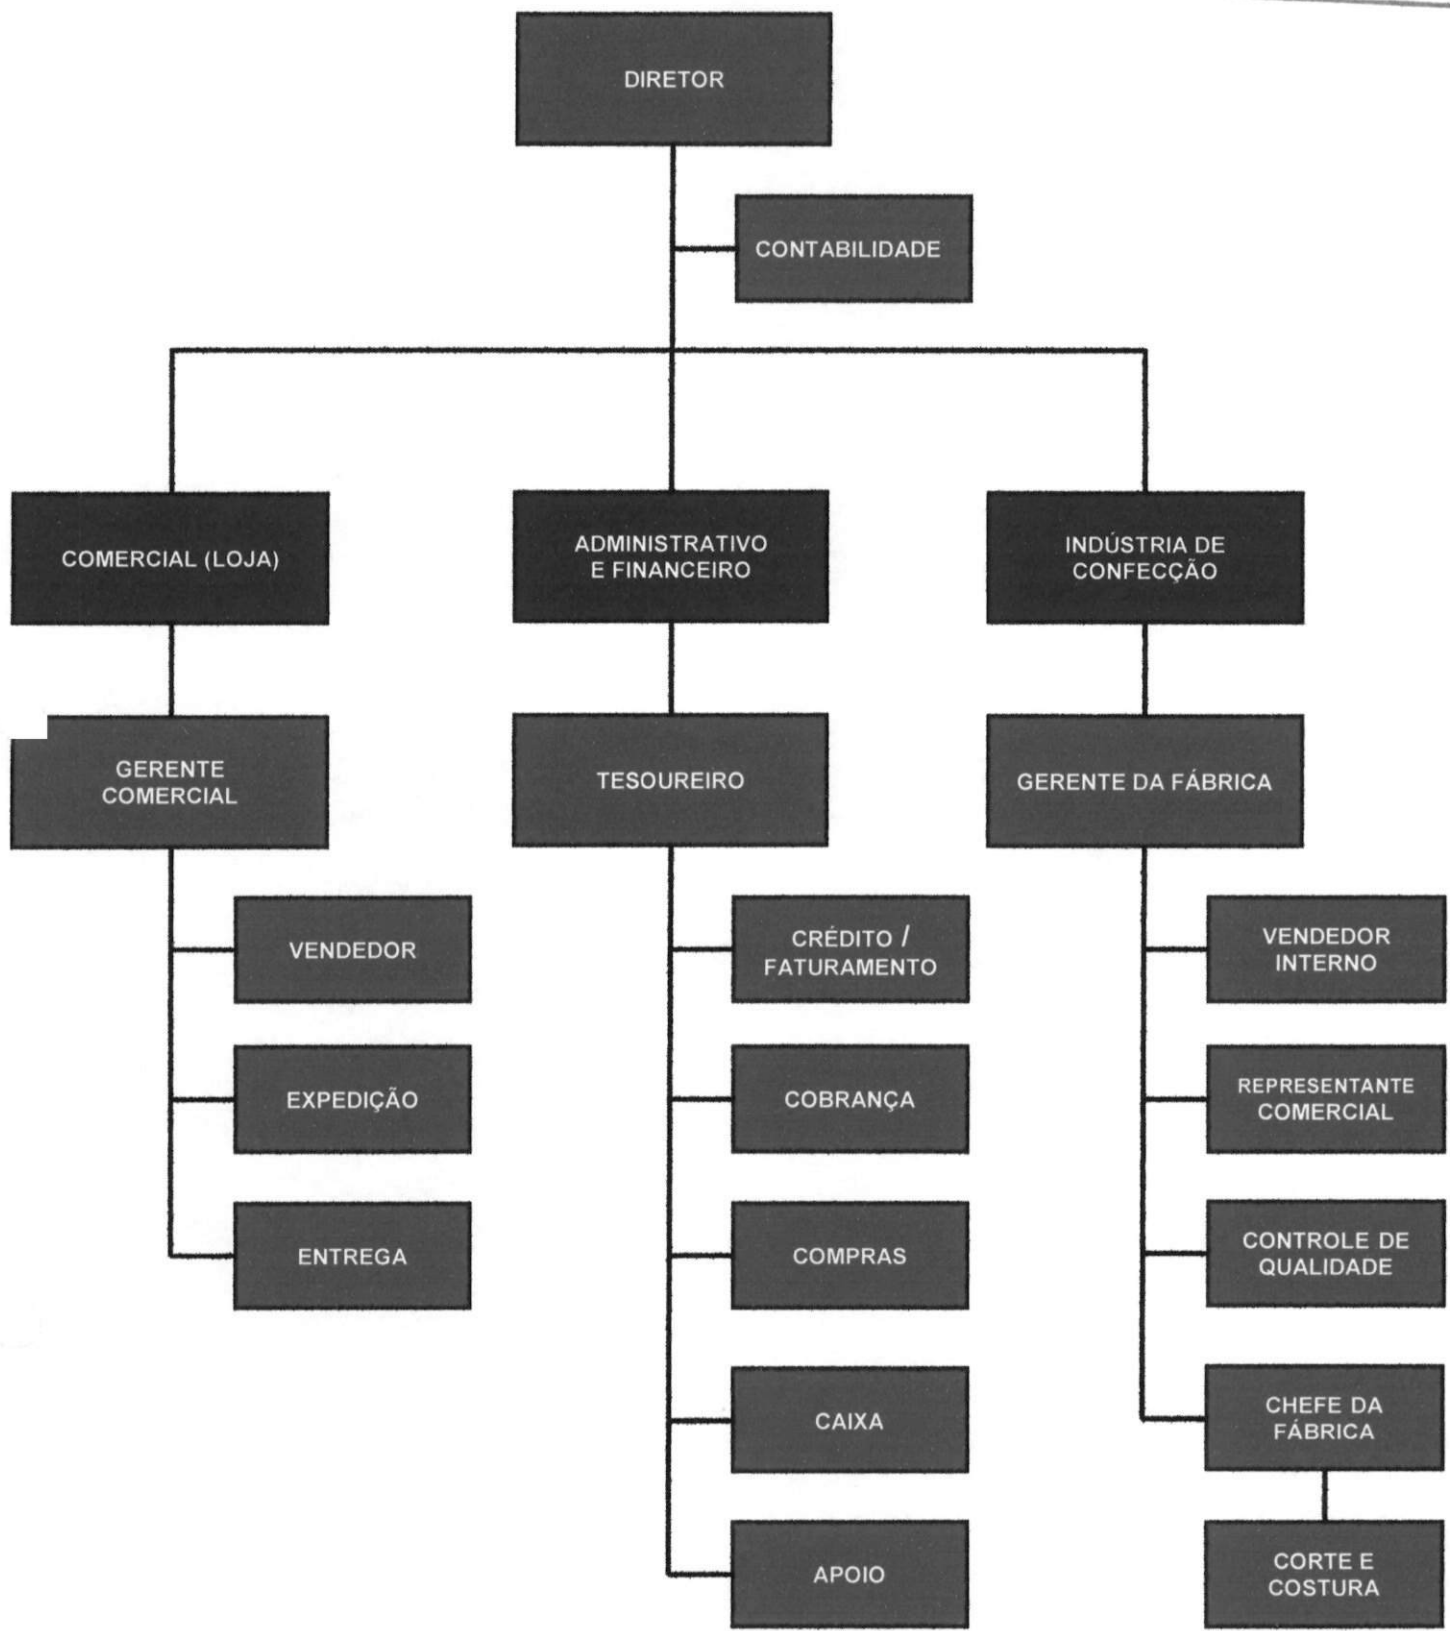 DIRETOR
CONTABILIDADE
COMERCIAL (LOJA)
ADMINISTRATIVO
E FINANCEIRO
INDÚSTRIA DE
CONFECÇÃO
GERENTE
COMERCIAL
TESOUREIRO
GERENTE DA FÁBRICA
VENDEDOR
EXPEDIÇÃO
ENTREGA
CRÉDITO /
FATURAMENTO
COBRANÇA
COMPRAS
CAIXA
APOIO
VENDEDOR
INTERNO
REPRESENTANTE
COMERCIAL
CONTROLE DE
QUALIDADE
CHEFE DA
FÁBRICA
CORTE E
COSTURA